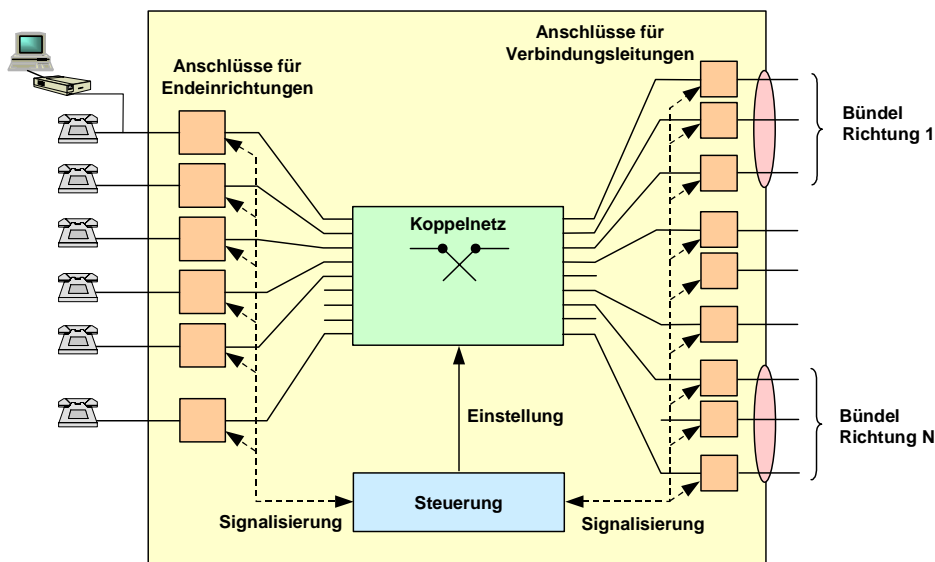 Anschlüsse für
Verbindungsleitungen
Anschlüsse für
Endeinrichtungen
Bündel
Richtung 1
Koppelnetz
Einstellung
Bündel
Richtung N
Steuerung
Signalisierung
Signalisierung